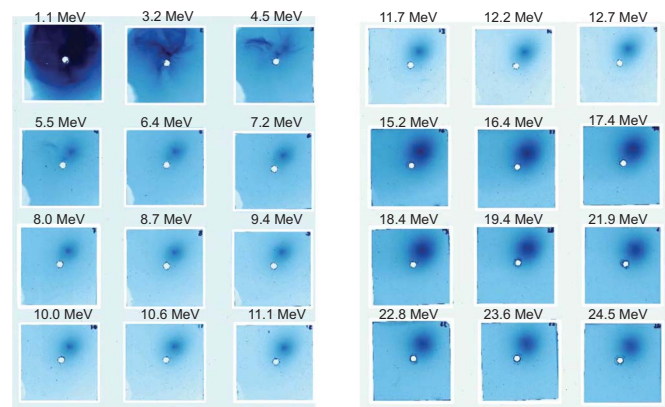 1.1 MeV 3.2 MeV 4.5 MeV
5.5 MeV 6.4 MeV 7.2 MeV
8.0 MeV 8.7 MeV 9.4 MeV
10.0 MeV 10.6 MeV 11.1 MeV
11.7 MeV 12.2 MeV 12.7 MeV
15.2 MeV 16.4 MeV 17.4 MeV
18.4 MeV 19.4 MeV 21.9 MeV
22.8 MeV 23.6 MeV 24.5 MeV